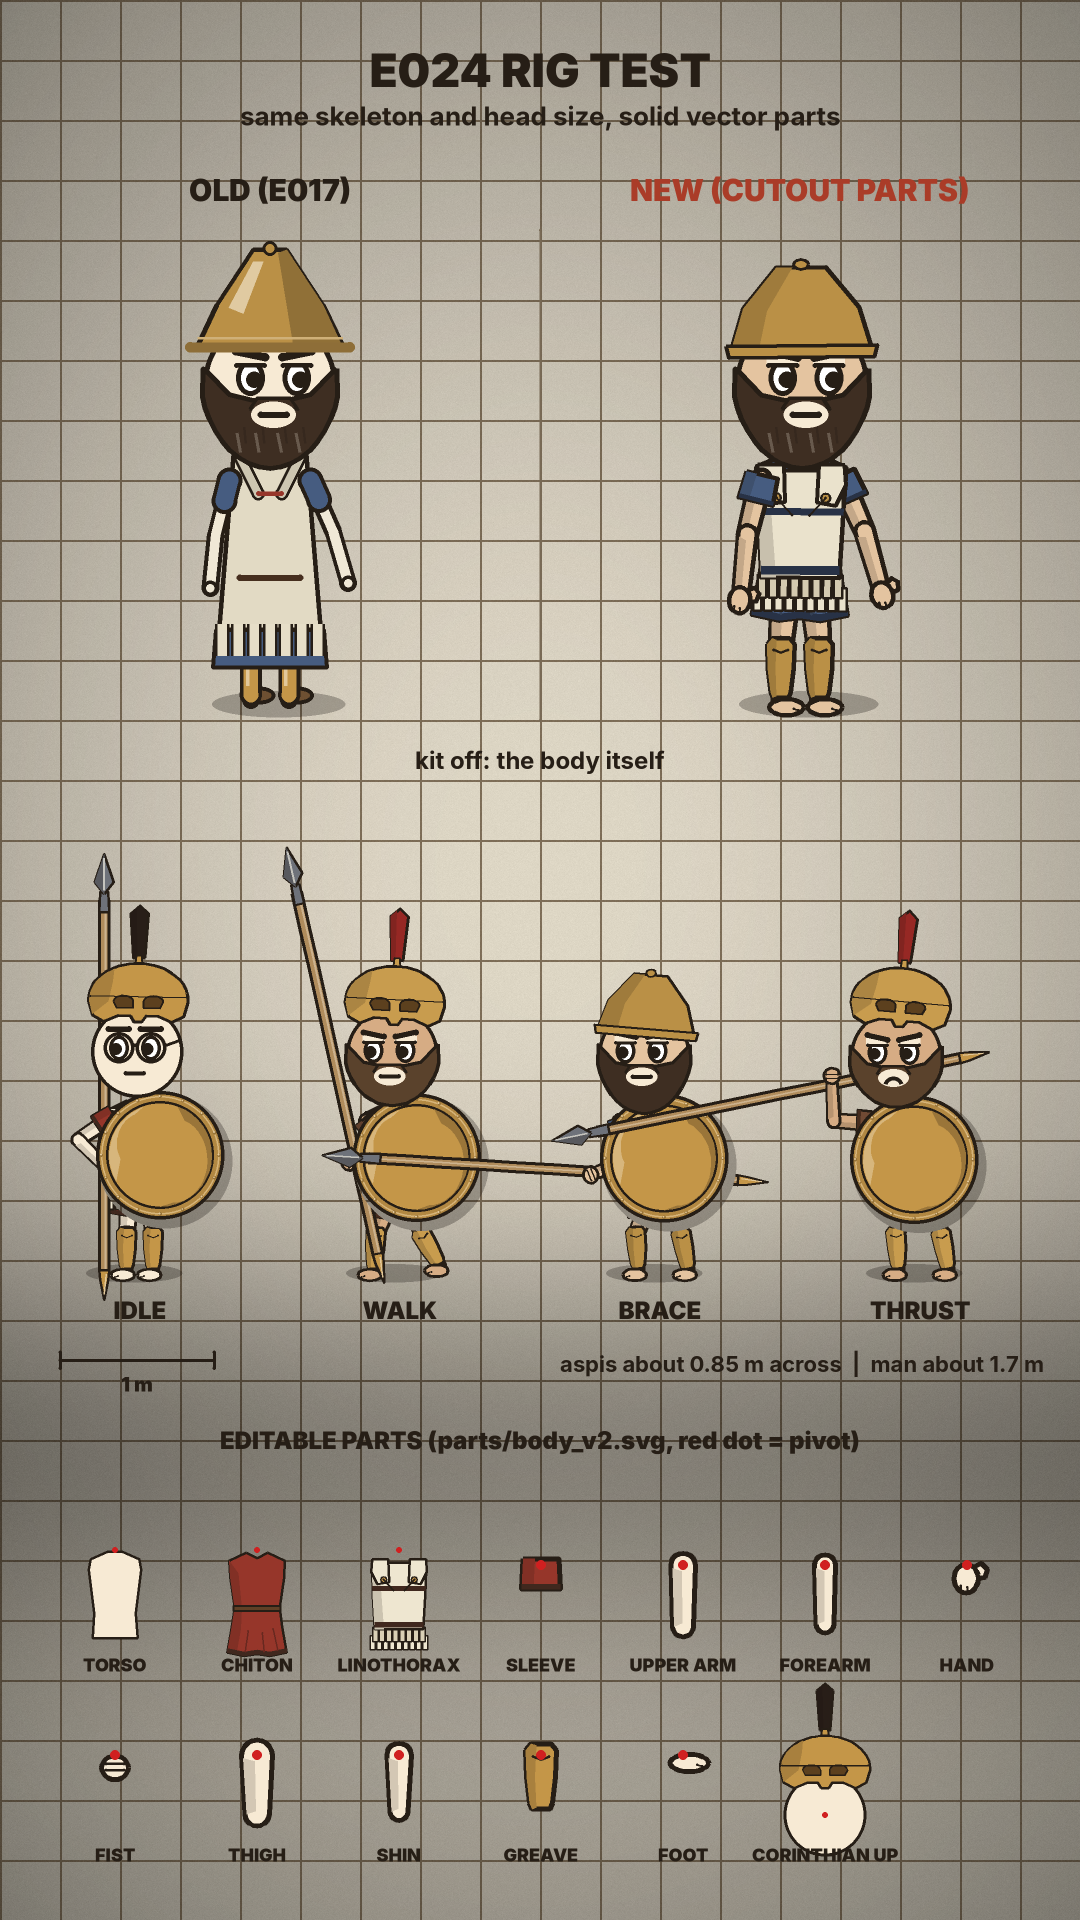 E024 RIG TEST
same skeleton and head size, solid vector parts
OLD (E017)
NEW (CUTOUT PARTS)
kit off: the body itself
IDLE
WALK
BRACE
THRUST
1 m
aspis about 0.85 m across | man about 1.7 m
EDITABLE PARTS (parts/body_v2.svg, red dot = pivot)
TORSO
CHITON
LINOTHORAX
SLEEVE
UPPER ARM
FOREARM
HAND
FIST
THIGH
SHIN
GREAVE
FOOT
CORINTHIAN UP